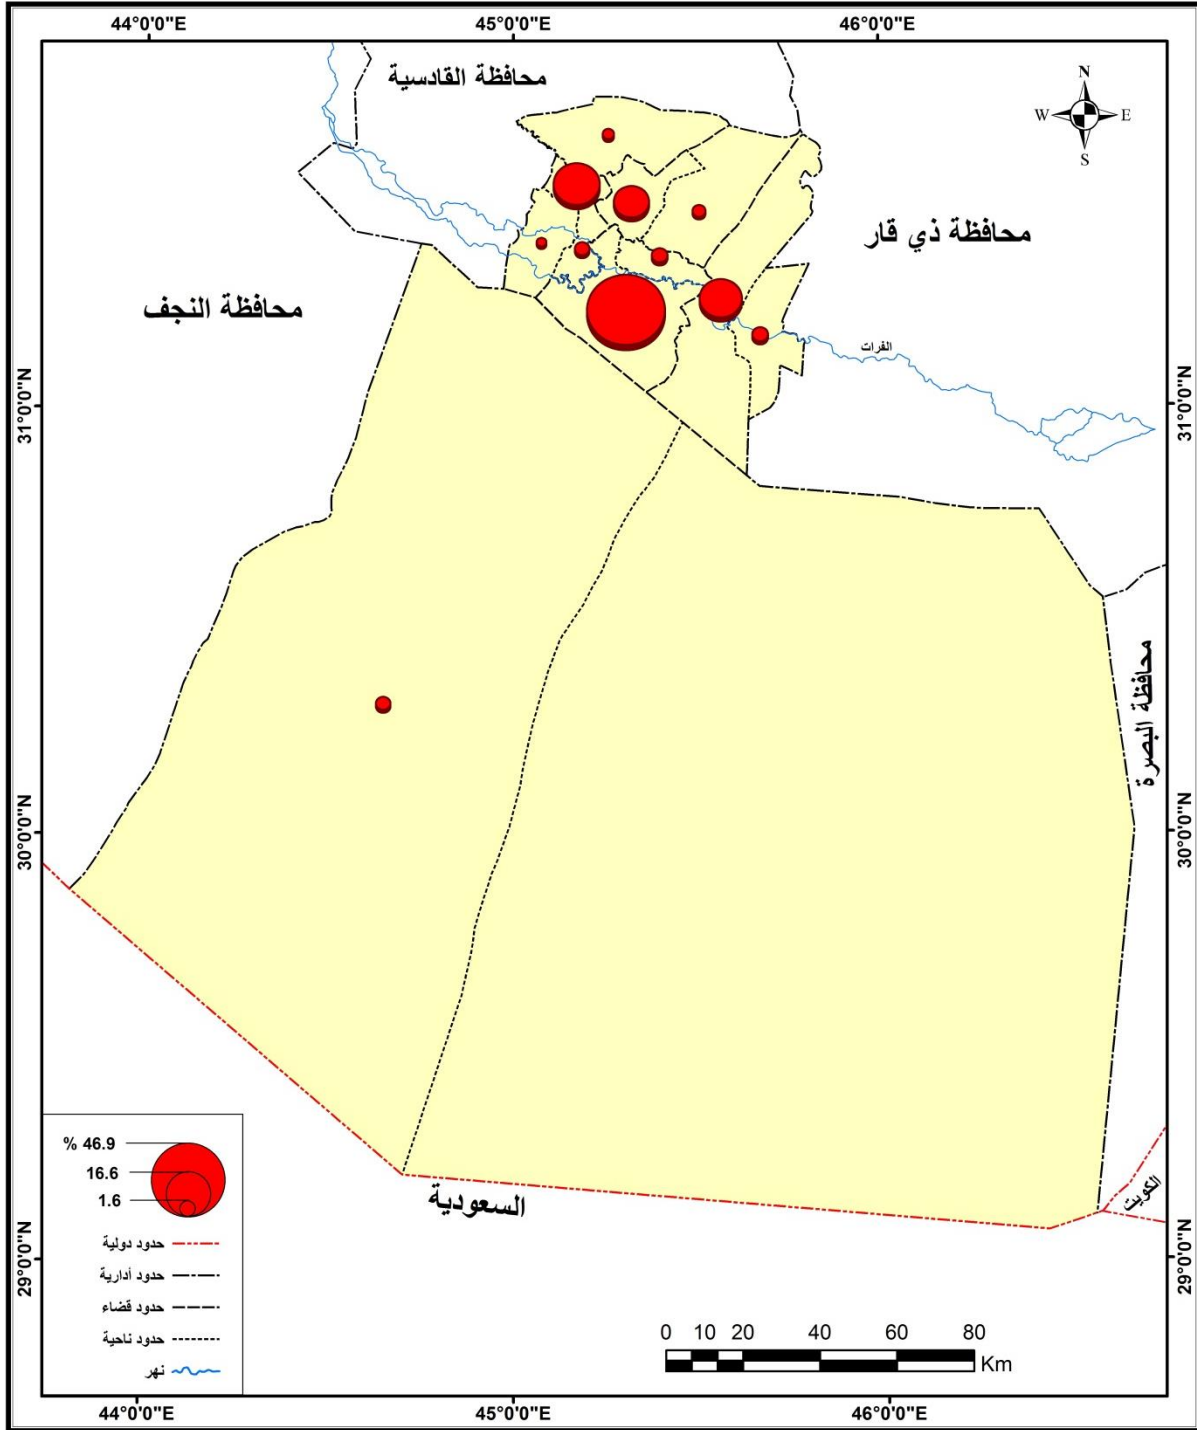 44°0'0"E
45°0'0"E
46°0'0"E
محافظة القادسية
N
W
E
S
محافظة ذي قار
محافظة النجف
الفرات
31°0'0"N
31°0'0"N
محافظة البصرة
30°0'0"N
30°0'0"N
السعودية
الكويت
29°0'0"N
29°0'0"N
% 46.9
16.6
1.6
حدود دولية
حدود أدارية
حدود قضاء
حدود ناحية
نهر
0 10 20 40 60 80
Km
44°0'0"E
45°0'0"E
46°0'0"E